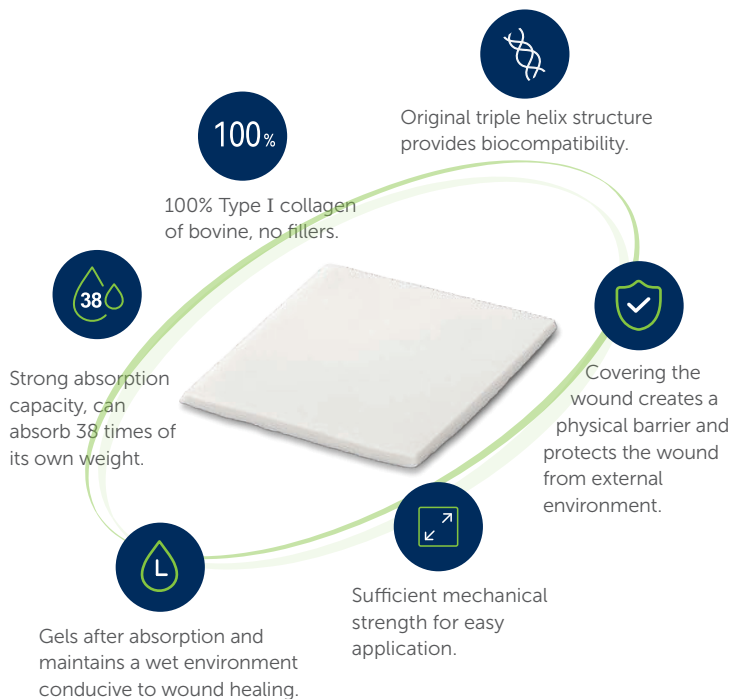 Original triple helix structure
provides biocompatibility.
100%
100% Type I collagen
of bovine, no fillers.
38
Strong absorption
capacity, can
absorb 38 times of
its own weight.
Covering the
wound creates a
physical barrier and
protects the wound
from external
environment.
L
Gels after absorption and
maintains a wet environment
conducive to wound healing.
Sufficient mechanical
strength for easy
application.